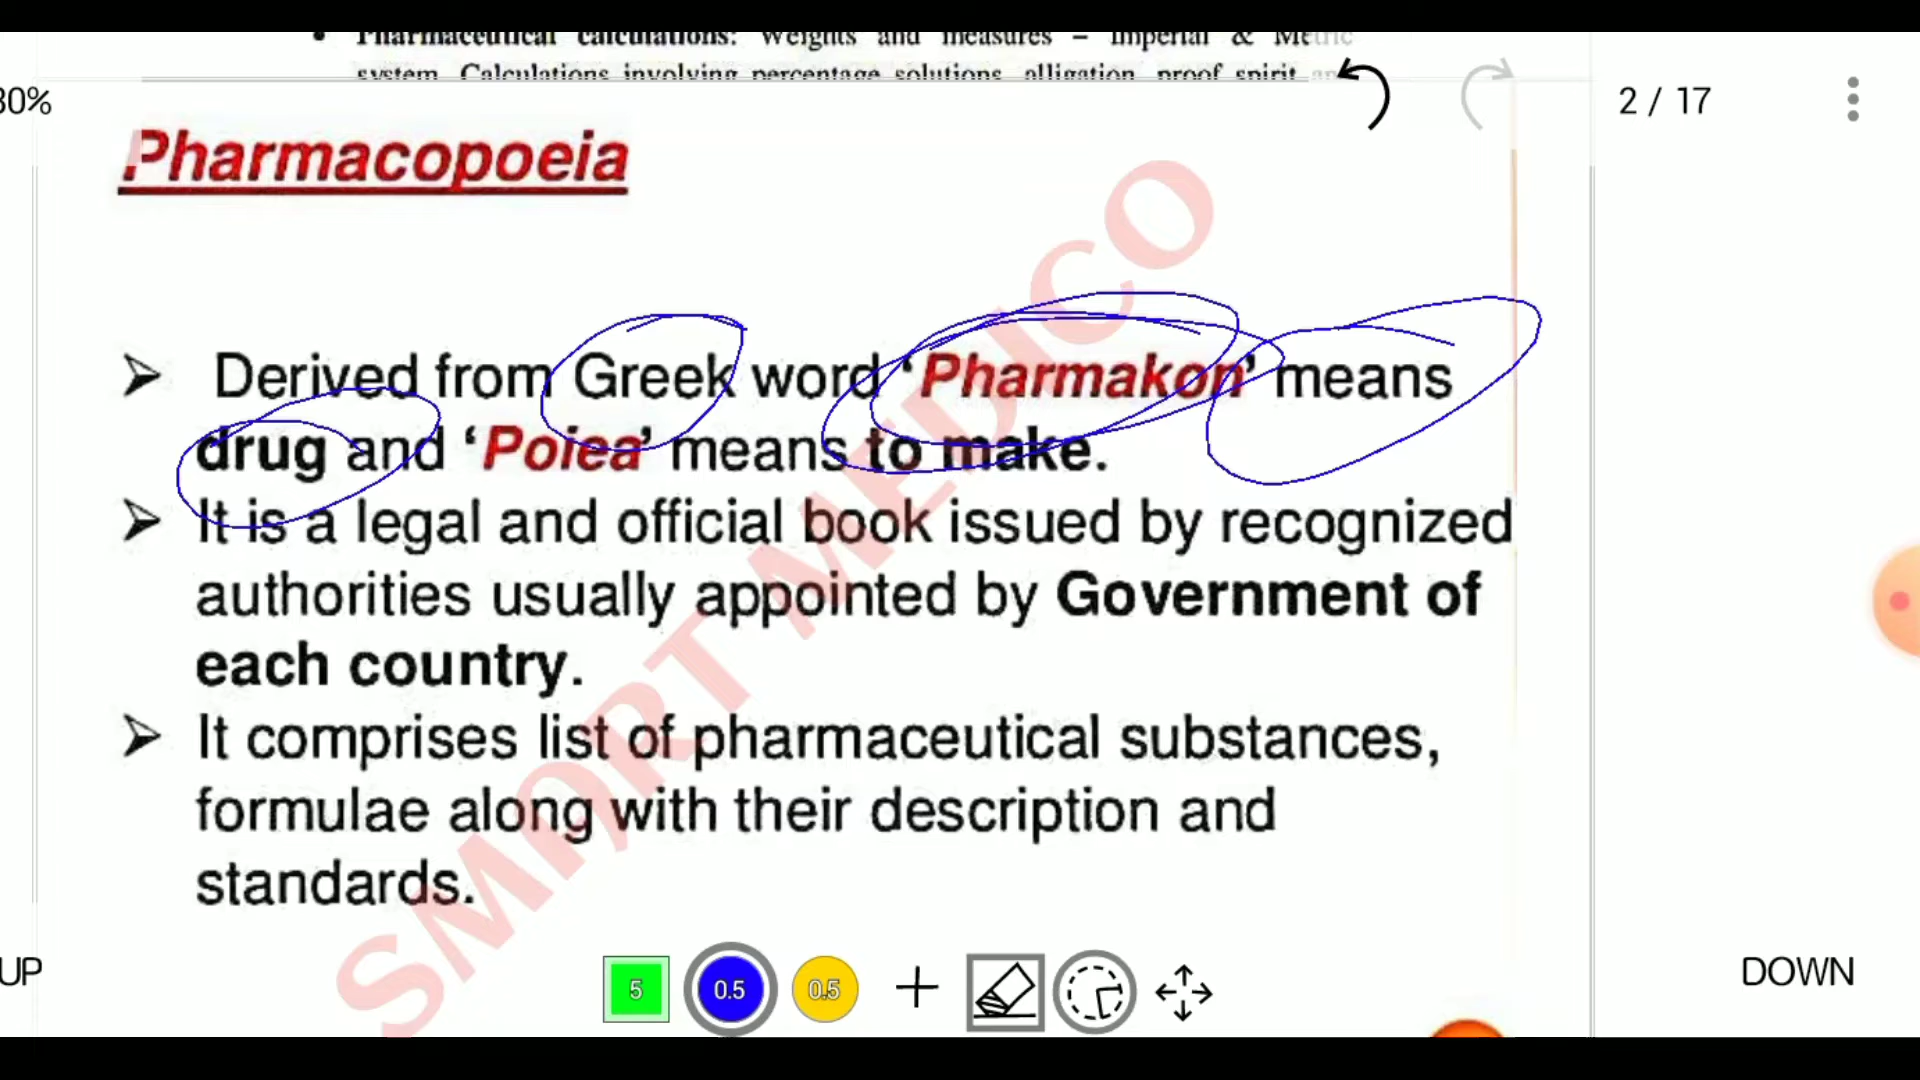 • Pharmaceutical calculations: Weights and measures – Imperial & Metric
system. Calculations involving percentage solutions, alligation, proof spirit
30%
2 / 17
Pharmacopoeia
➢ Derived from Greek word ‘Pharmakon’ means
drug and ‘Poiea’ means to make.
➢ It is a legal and official book issued by recognized
authorities usually appointed by Government of
each country.
➢ It comprises list of pharmaceutical substances,
formulae along with their description and
standards.
SMART MEDICO
UP
DOWN
5 0.5 0.5